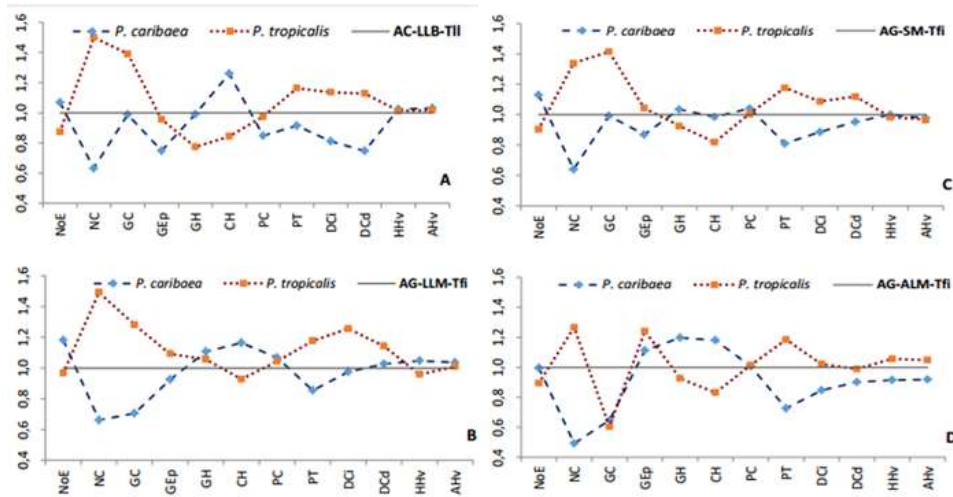 P. caribaea P. tropicalis AC-LLB-Tll
1,6
1,4
1,2
1,0
0,8
0,6
0,4
NoE NC GC GEp GH CH PC PT DCi DCd HHv AHv
A
P. caribaea P. tropicalis AG-LLM-Tfi
1,6
1,4
1,2
1,0
0,8
0,6
0,4
NoE NC GC GEp GH CH PC PT DCi DCd HHv AHv
B
P. caribaea P. tropicalis AG-SM-Tfi
1,6
1,4
1,2
1,0
0,8
0,6
0,4
NoE NC GC GEp GH CH PC PT DCi DCd HHv AHv
C
P. caribaea P. tropicalis AG-ALM-Tfi
1,6
1,4
1,2
1,0
0,8
0,6
0,4
NoE NC GC GEp GH CH PC PT DCi DCd HHv AHv
D